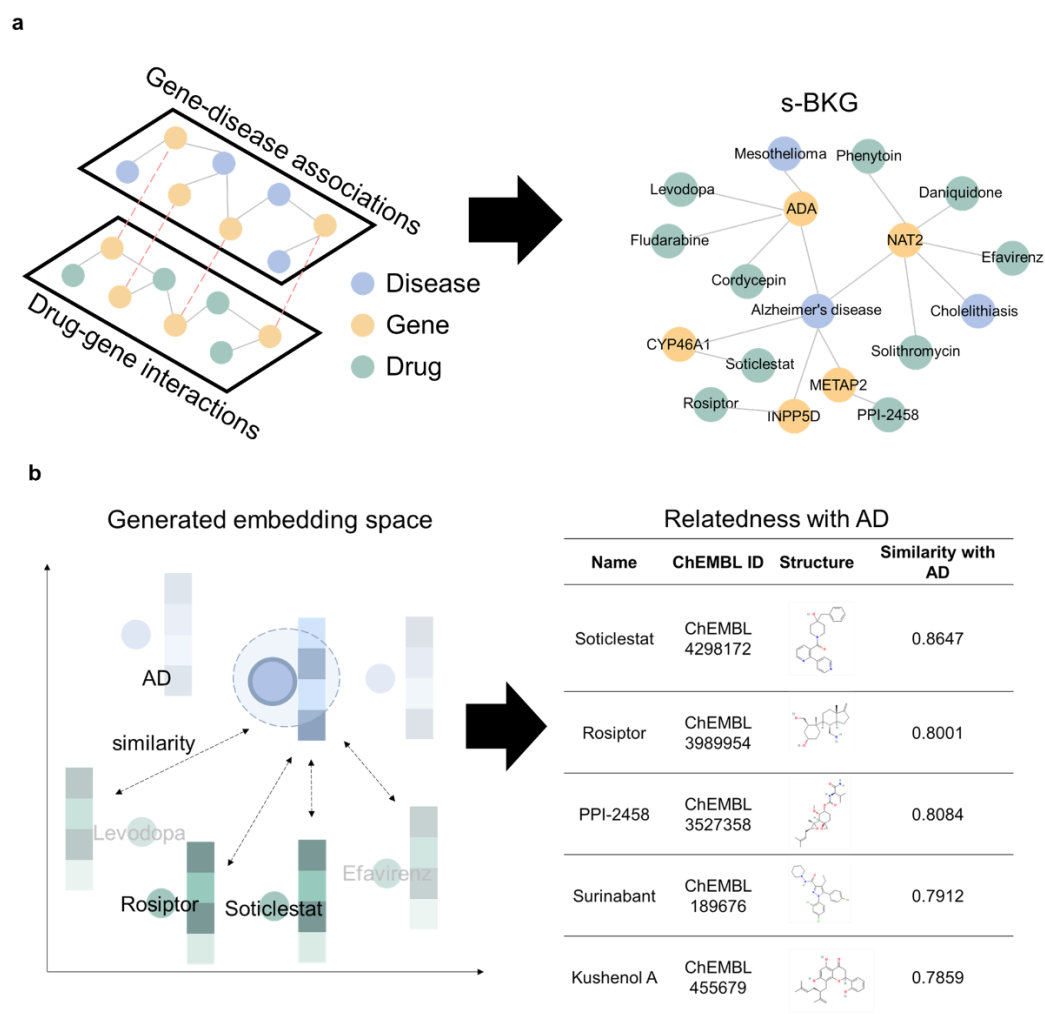 a
Gene-disease associations
Drug-gene interactions
Disease
Gene
Drug
s-BKG
Mesothelioma
Phenytoin
Levodopa
ADA
Daniquidone
Fludarabine
NAT2
Efavirenz
Cordycepin
Alzheimer's disease
Cholelithiasis
CYP46A1
Soticlestat
Solithromycin
METAP2
Rosiptor
INPP5D
PPI-2458
b
Generated embedding space
AD
similarity
Levodopa
Efavirenz
Rosiptor
Soticlestat
Relatedness with AD
Name ChEMBL ID Structure Similarity with
AD
Soticlestat ChEMBL
4298172 0.8647
Rosiptor ChEMBL
3989954 0.8001
PPI-2458 ChEMBL
3527358 0.8084
Surinabant ChEMBL
189676 0.7912
Kushenol A ChEMBL
455679 0.7859